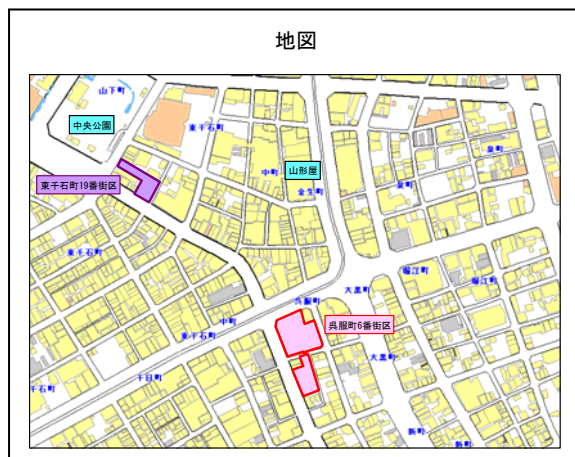 地図
山下町
中央公園
東千石町
東千石町19番街区
中町
山形屋
金生町
泉町
泉町
東千石町
堀江町
堀江町
大黒町
呉服町
中町
東千石町
呉服町6番街区
大黒町
千日町
千石町
新町
新町